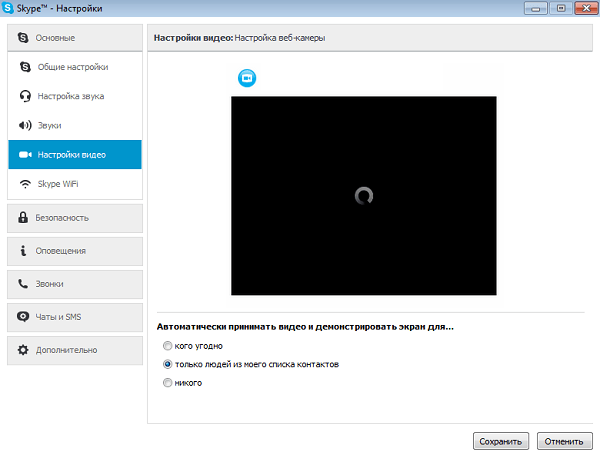 Skype™ - Настройки
Основные
Общие настройки
Настройка звука
Звуки
Настройки видео
Skype WiFi
Безопасность
Оповещения
Звонки
Чаты и SMS
Дополнительно
Настройки видео: Настройка веб-камеры
Автоматически принимать видео и демонстрировать экран для...
кого угодно
только людей из моего списка контактов
никого
Сохранить Отменить